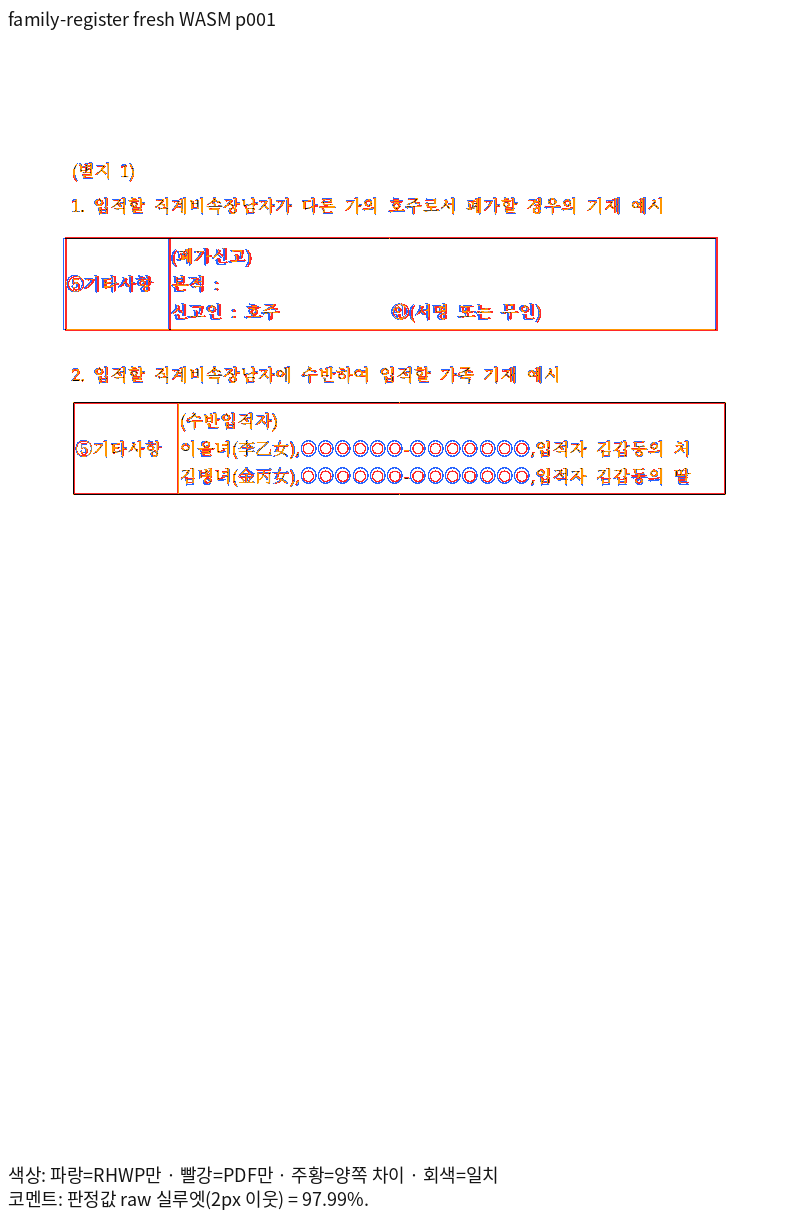 family-register fresh WASM p001
(별지 1)
1. 입적할 직계비속장남자가 다른 가의 호주로서 폐가할 경우의 기재 예시
(폐가신고)
⑤기타사항 본적 :
신고인 : 호주 ㊞(서명 또는 무인)
2. 입적할 직계비속장남자에 수반하여 입적할 가족 기재 예시
(수반입적자)
⑤기타사항 이을녀(李乙女),○○○○○○-○○○○○○○,입적자 김갑동의 처
김병녀(金丙女),○○○○○○-○○○○○○○,입적자 김갑동의 딸
색상: 파랑=RHWP만 · 빨강=PDF만 · 주황=양쪽 차이 · 회색=일치
코멘트: 판정값 raw 실루엣(2px 이웃) = 97.99%.